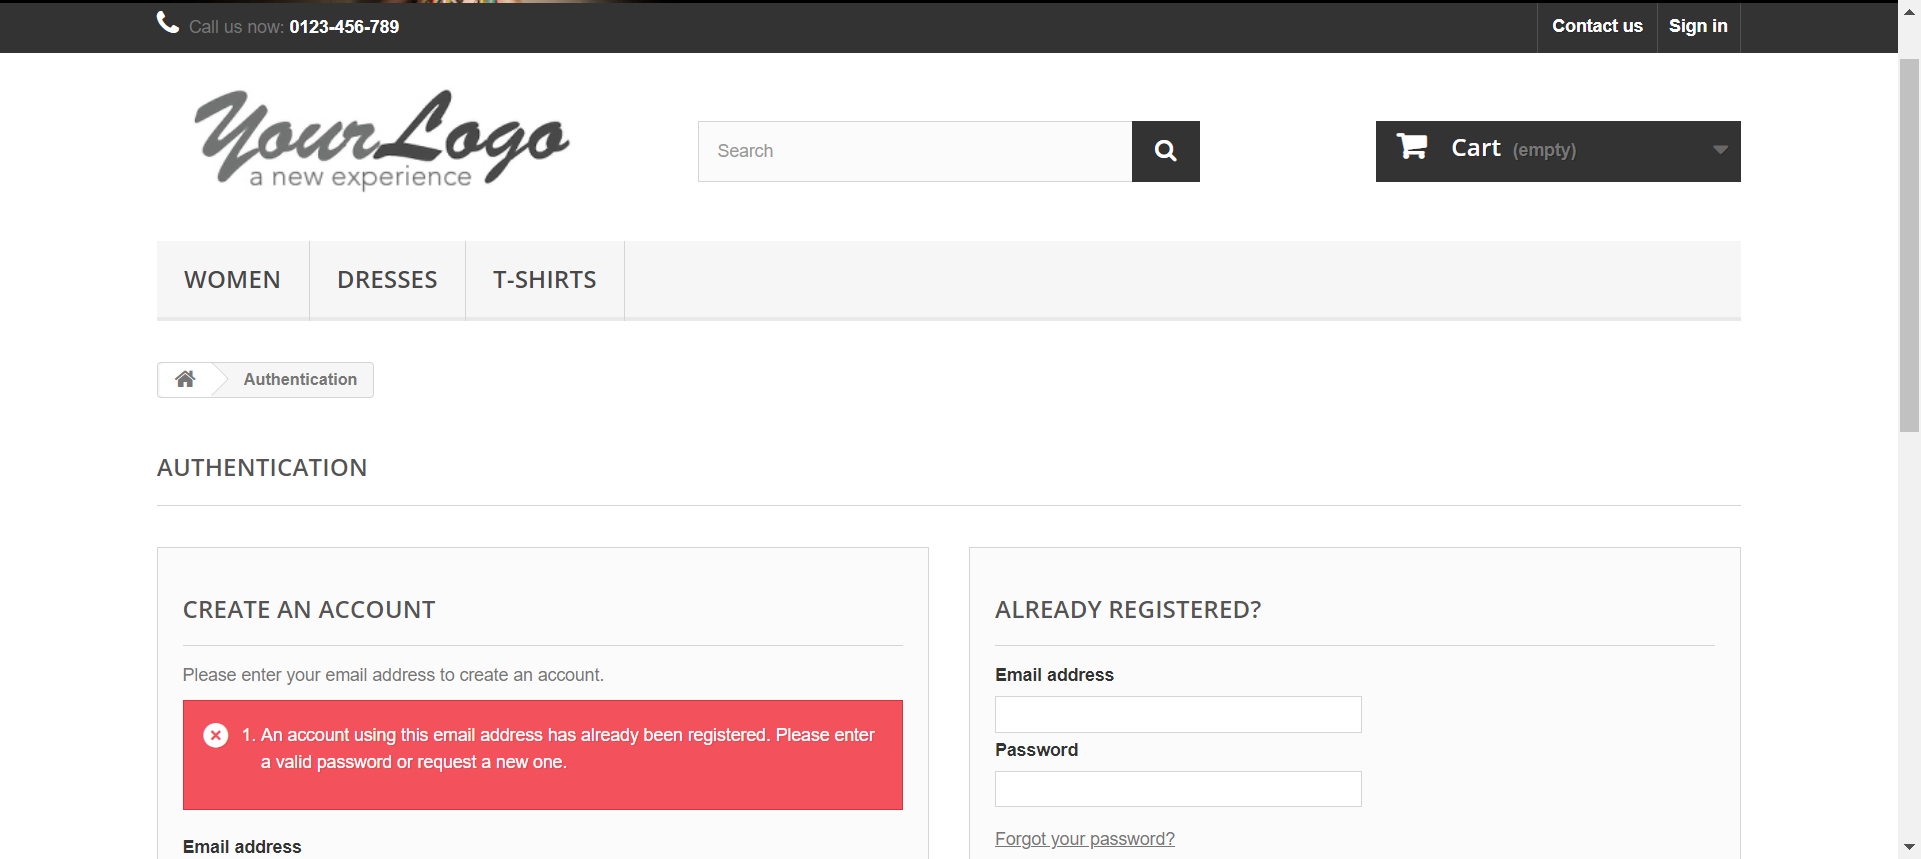 Call us now: 0123-456-789
Contact us
Sign in
YourLogo
a new experience
Search
Cart (empty)
WOMEN
DRESSES
T-SHIRTS
Authentication
AUTHENTICATION
CREATE AN ACCOUNT
Please enter your email address to create an account.
1. An account using this email address has already been registered. Please enter
a valid password or request a new one.
Email address
ALREADY REGISTERED?
Email address
Password
Forgot your password?